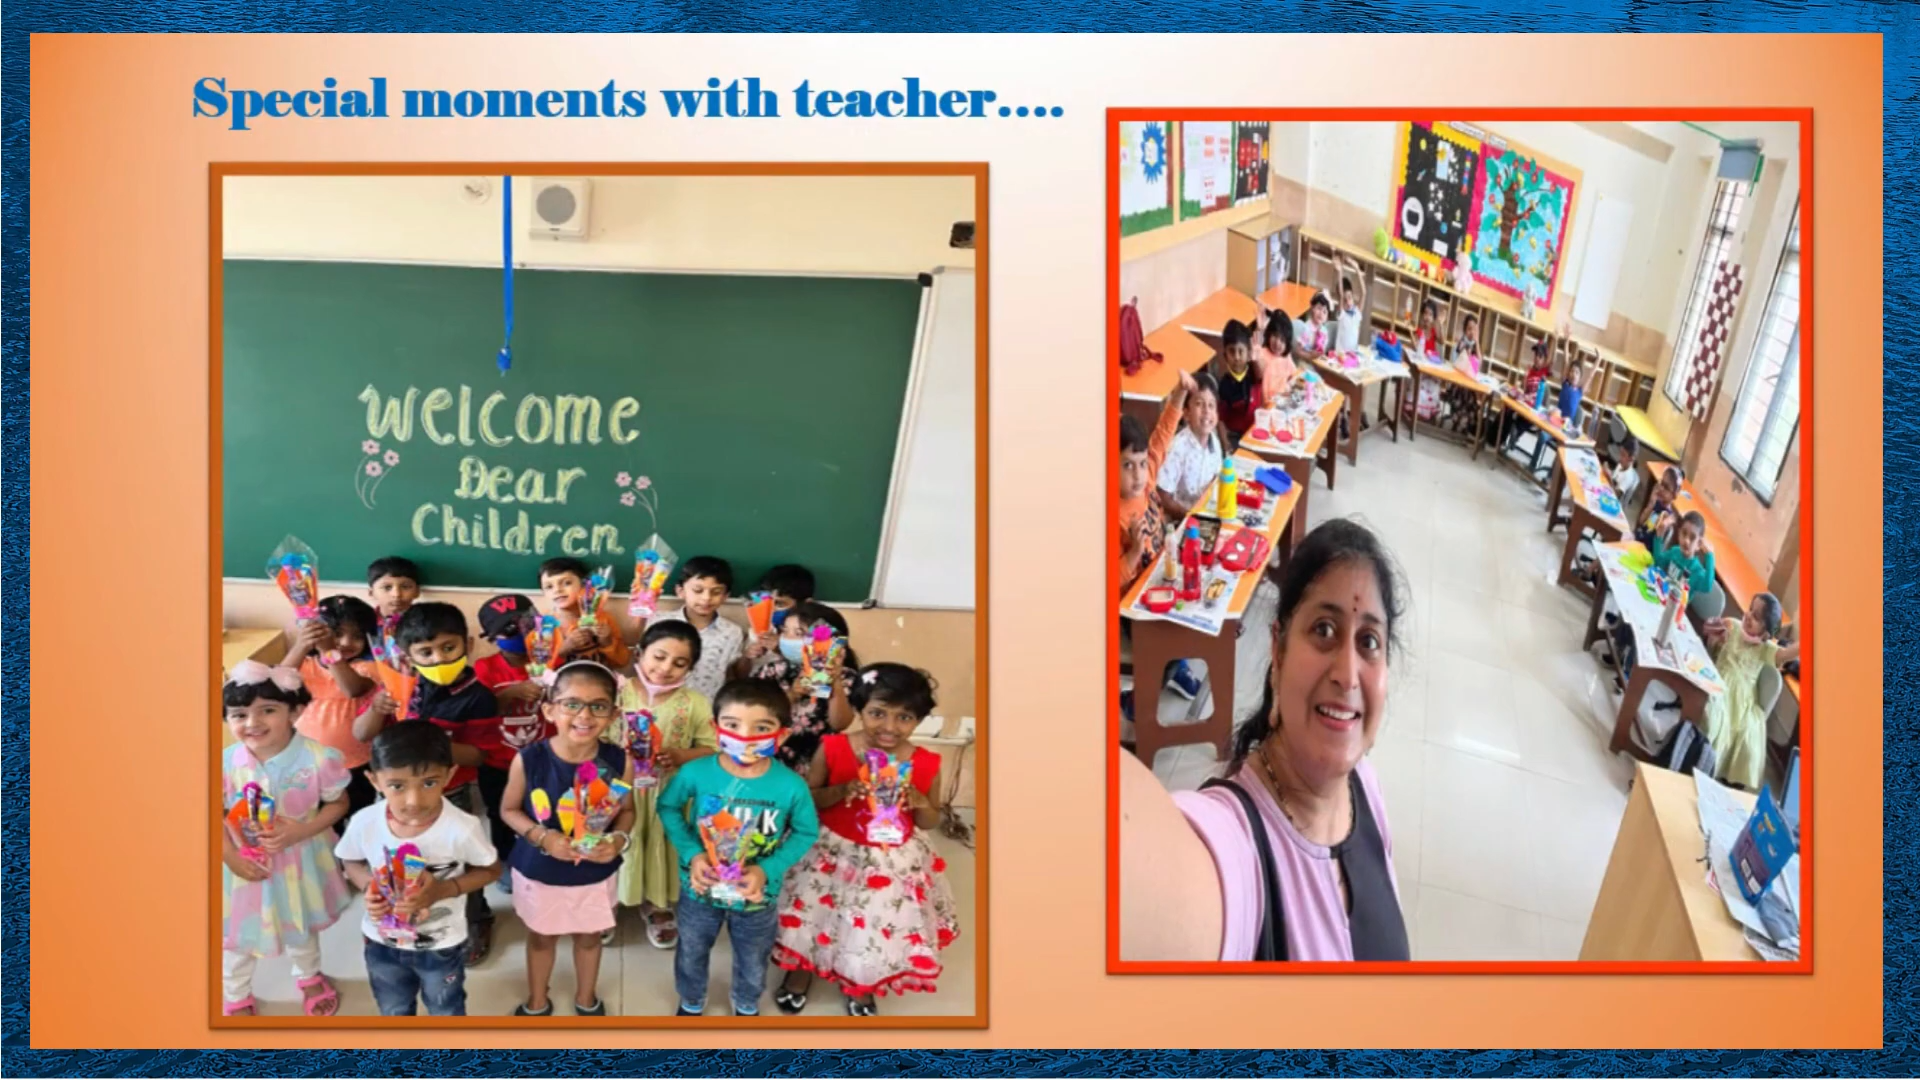 Special moments with teacher....
Welcome
Dear
Children
W